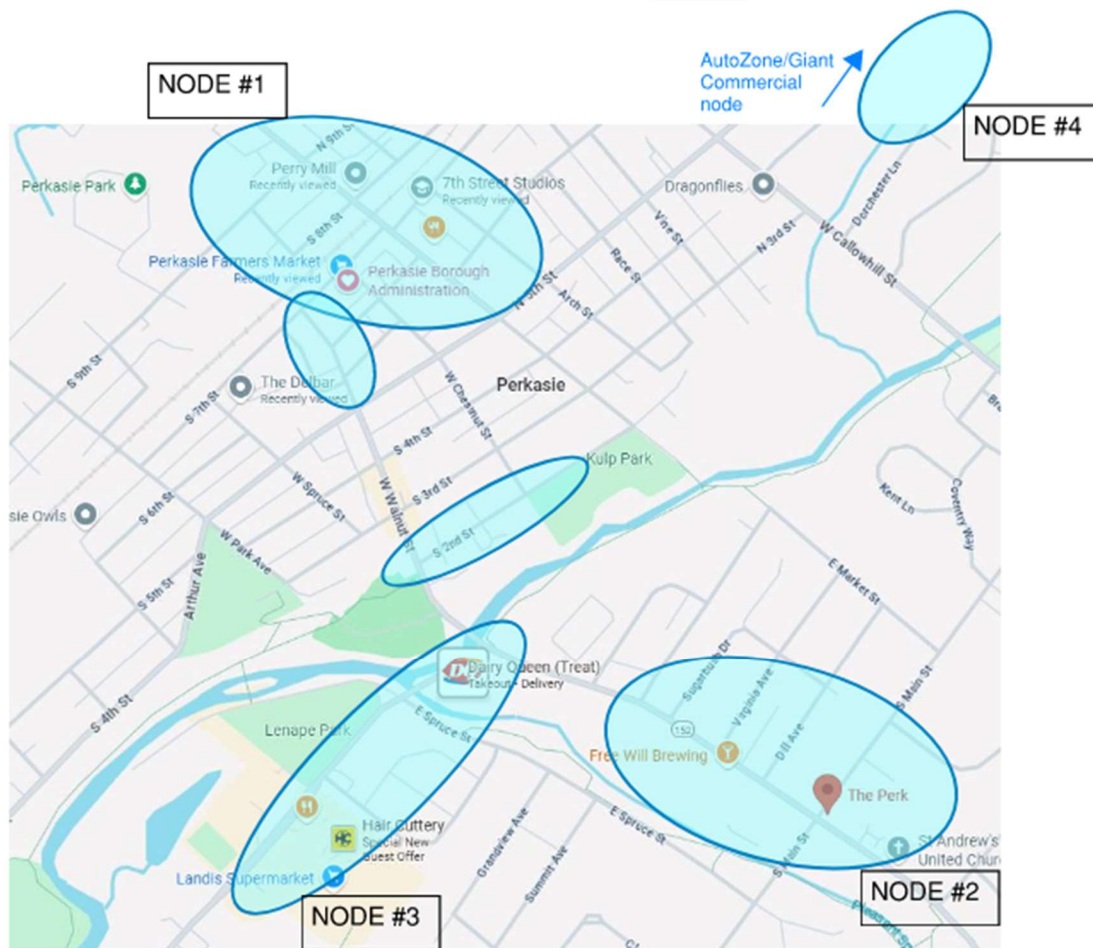 AutoZone/Giant
Commercial
node
NODE #1
NODE #4
N 9th St
Perry Mill
Recently viewed
7th Street Studios
Recently viewed
Perkasie Park
Dragonflies
Dorchester Ln
S 8th St
Vine St
N 3rd St
W Callowhill St
Perkasie Farmers Market
Recently viewed
Race St
Perkasie Borough
Administration
N 5th St
Arch St
S 9th St
The Delbar
Recently viewed
Perkasie
S 7th St
W Chestnut St
S 4th St
Kulp Park
S 3rd St
W Spruce St
W Walnut St
Kent Ln
Coventry Way
S 6th St
sie Owls
S 2nd St
W Park Ave
Arthur Ave
S 5th St
E Market St
Dairy Queen (Treat)
Takeout • Delivery
Sugarbush Dr
Virginia Ave
S Main St
S 4th St
Lenape Park
E Spruce St
152
Dill Ave
Free Will Brewing
The Perk
Hair Cuttery
Special New
Guest Offer
HC
Grandview Ave
E Spruce St
S Main St
St Andrew's
United Churc
Landis Supermarket
Summit Ave
NODE #2
NODE #3
Pleasant Sp